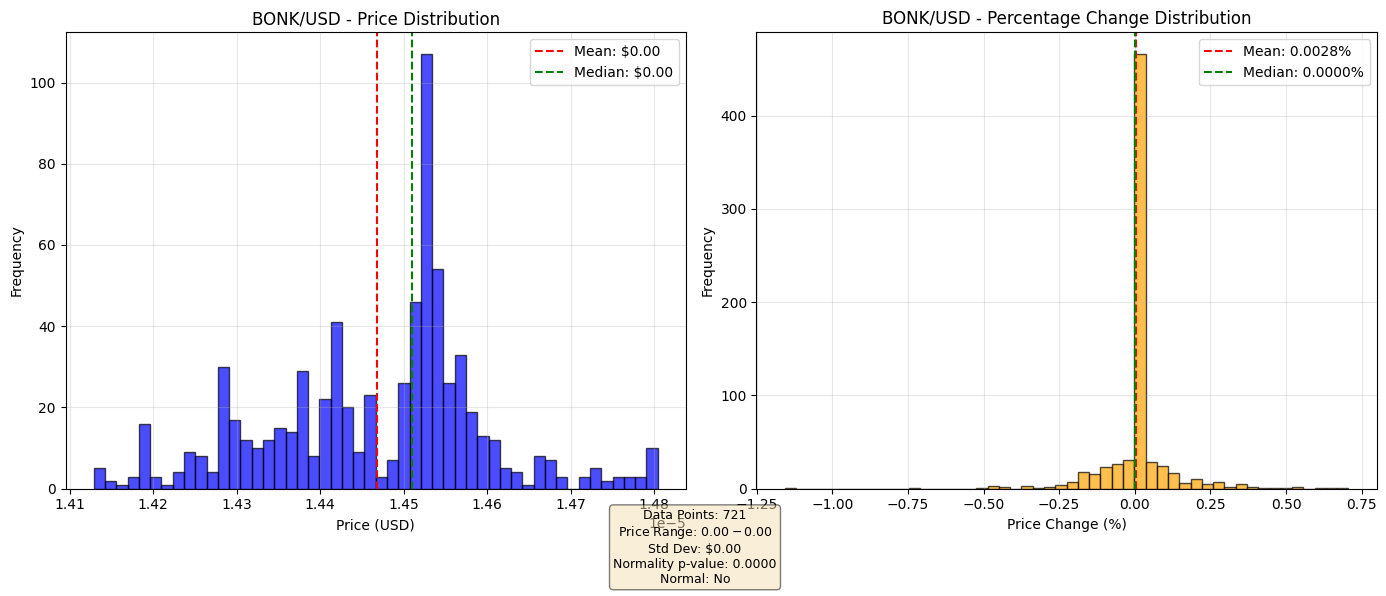 BONK/USD - Price Distribution
Mean: $0.00
Median: $0.00
Frequency
100
80
60
40
20
0
1.41
1.42
1.43
1.44
1.45
1.46
1.47
1.48
1e−5
Price (USD)
BONK/USD - Percentage Change Distribution
Mean: 0.0028%
Median: 0.0000%
Frequency
400
300
200
100
0
−1.25
−1.00
−0.75
−0.50
−0.25
0.00
0.25
0.50
0.75
Price Change (%)
Data Points: 721
Price Range: 0.00 − 0.00
Std Dev: $0.00
Normality p-value: 0.0000
Normal: No